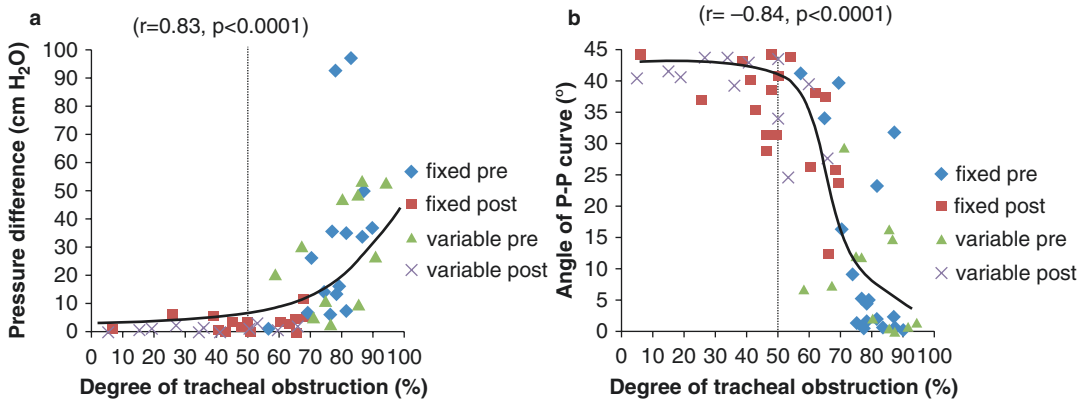 a
(r=0.83, p<0.0001)
Pressure difference (cm H₂O)
100
90
80
70
60
50
40
30
20
10
0
0 10 20 30 40 50 60 70 80 90 100
Degree of tracheal obstruction (%)
fixed pre
fixed post
variable pre
variable post
b
(r= –0.84, p<0.0001)
Angle of P-P curve (°)
45
40
35
30
25
20
15
10
5
0
0 10 20 30 40 50 60 70 80 90 100
Degree of tracheal obstruction (%)
fixed pre
fixed post
variable pre
variable post